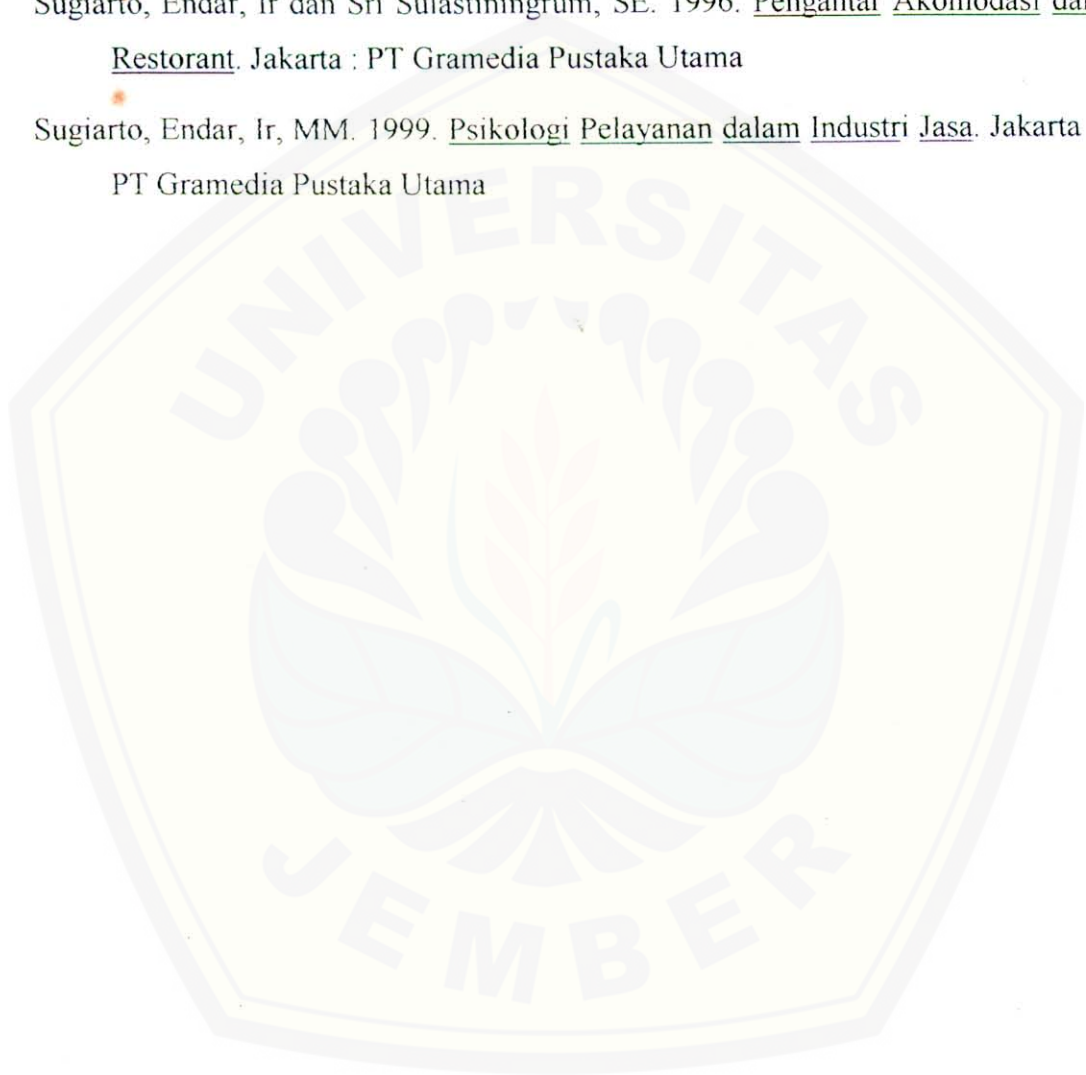 Sugiarto, Endar, Ir dan Sri Sulastiningrum, SE. 1996. Pengantar Akomodasi dan
Restorant. Jakarta : PT Gramedia Pustaka Utama
Sugiarto, Endar, Ir, MM. 1999. Psikologi Pelayanan dalam Industri Jasa. Jakarta
PT Gramedia Pustaka Utama
UNIVERSITAS
JEMBER